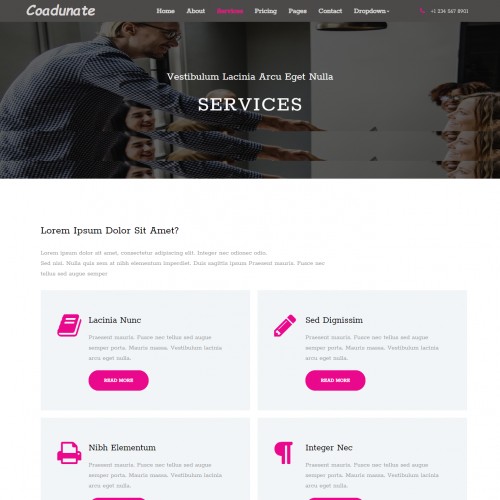 Coadunate
Home About Services Pricing Pages Contact Dropdown
+1 234 567 8901
Vestibulum Lacinia Arcu Eget Nulla
SERVICES
Lorem Ipsum Dolor Sit Amet?
Lorem ipsum dolor sit amet, consectetur adipiscing elit. Integer nec odionec odio.
Sed nisl. Nulla quis sem at nibh elementum imperdiet. Duis sagittis ipsum Praesent mauris. Fusce nec
tellus sed augue semper
Lacinia Nunc
Praesent mauris. Fusce nec tellus sed augue
semper porta. Mauris massa. Vestibulum lacinia
arcu eget nulla.
READ MORE
Sed Dignissim
Praesent mauris. Fusce nec tellus sed augue
semper porta. Mauris massa. Vestibulum lacinia
arcu eget nulla.
READ MORE
Nibh Elementum
Praesent mauris. Fusce nec tellus sed augue
semper porta. Mauris massa. Vestibulum lacinia
arcu eget nulla.
Integer Nec
Praesent mauris. Fusce nec tellus sed augue
semper porta. Mauris massa. Vestibulum lacinia
arcu eget nulla.